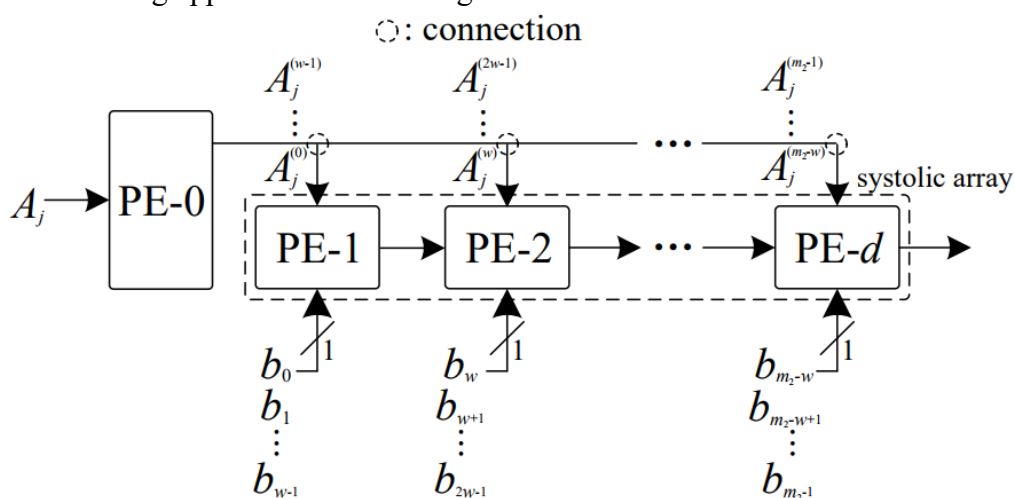 : connection
A_j^{(w-1)} A_j^{(2w-1)} A_j^{(m_2-1)}
⋮ ⋮ ⋮
A_j^{(0)} A_j^{(w)} ••• A_j^{(m_2-w)}
systolic array
A_j PE-0
PE-1 PE-2 ••• PE-d
1 1 1
b_0 b_w b_{m_2-w}
b_1 b_{w+1} b_{m_2-w+1}
⋮ ⋮ ⋮
b_{w-1} b_{2w-1} b_{m_2-1}